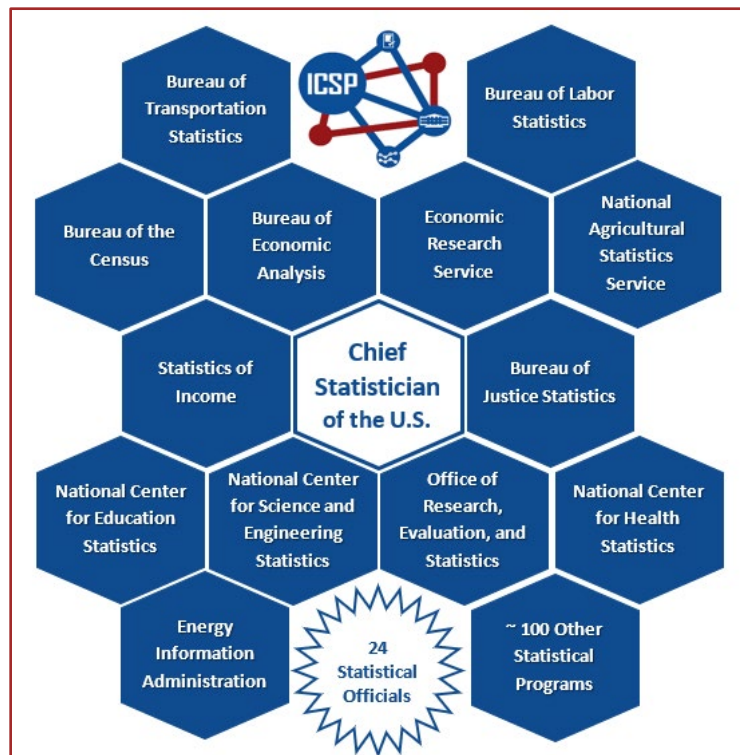 Bureau of
Transportation
Statistics
ICSP
Bureau of Labor
Statistics
Bureau of the
Census
Bureau of
Economic
Analysis
Economic
Research
Service
National
Agricultural
Statistics
Service
Statistics of
Income
Chief
Statistician
of the U.S.
Bureau of
Justice Statistics
National Center
for Education
Statistics
National Center
for Science and
Engineering
Statistics
Office of
Research,
Evaluation, and
Statistics
National Center
for Health
Statistics
Energy
Information
Administration
24
Statistical
Officials
~ 100 Other
Statistical
Programs